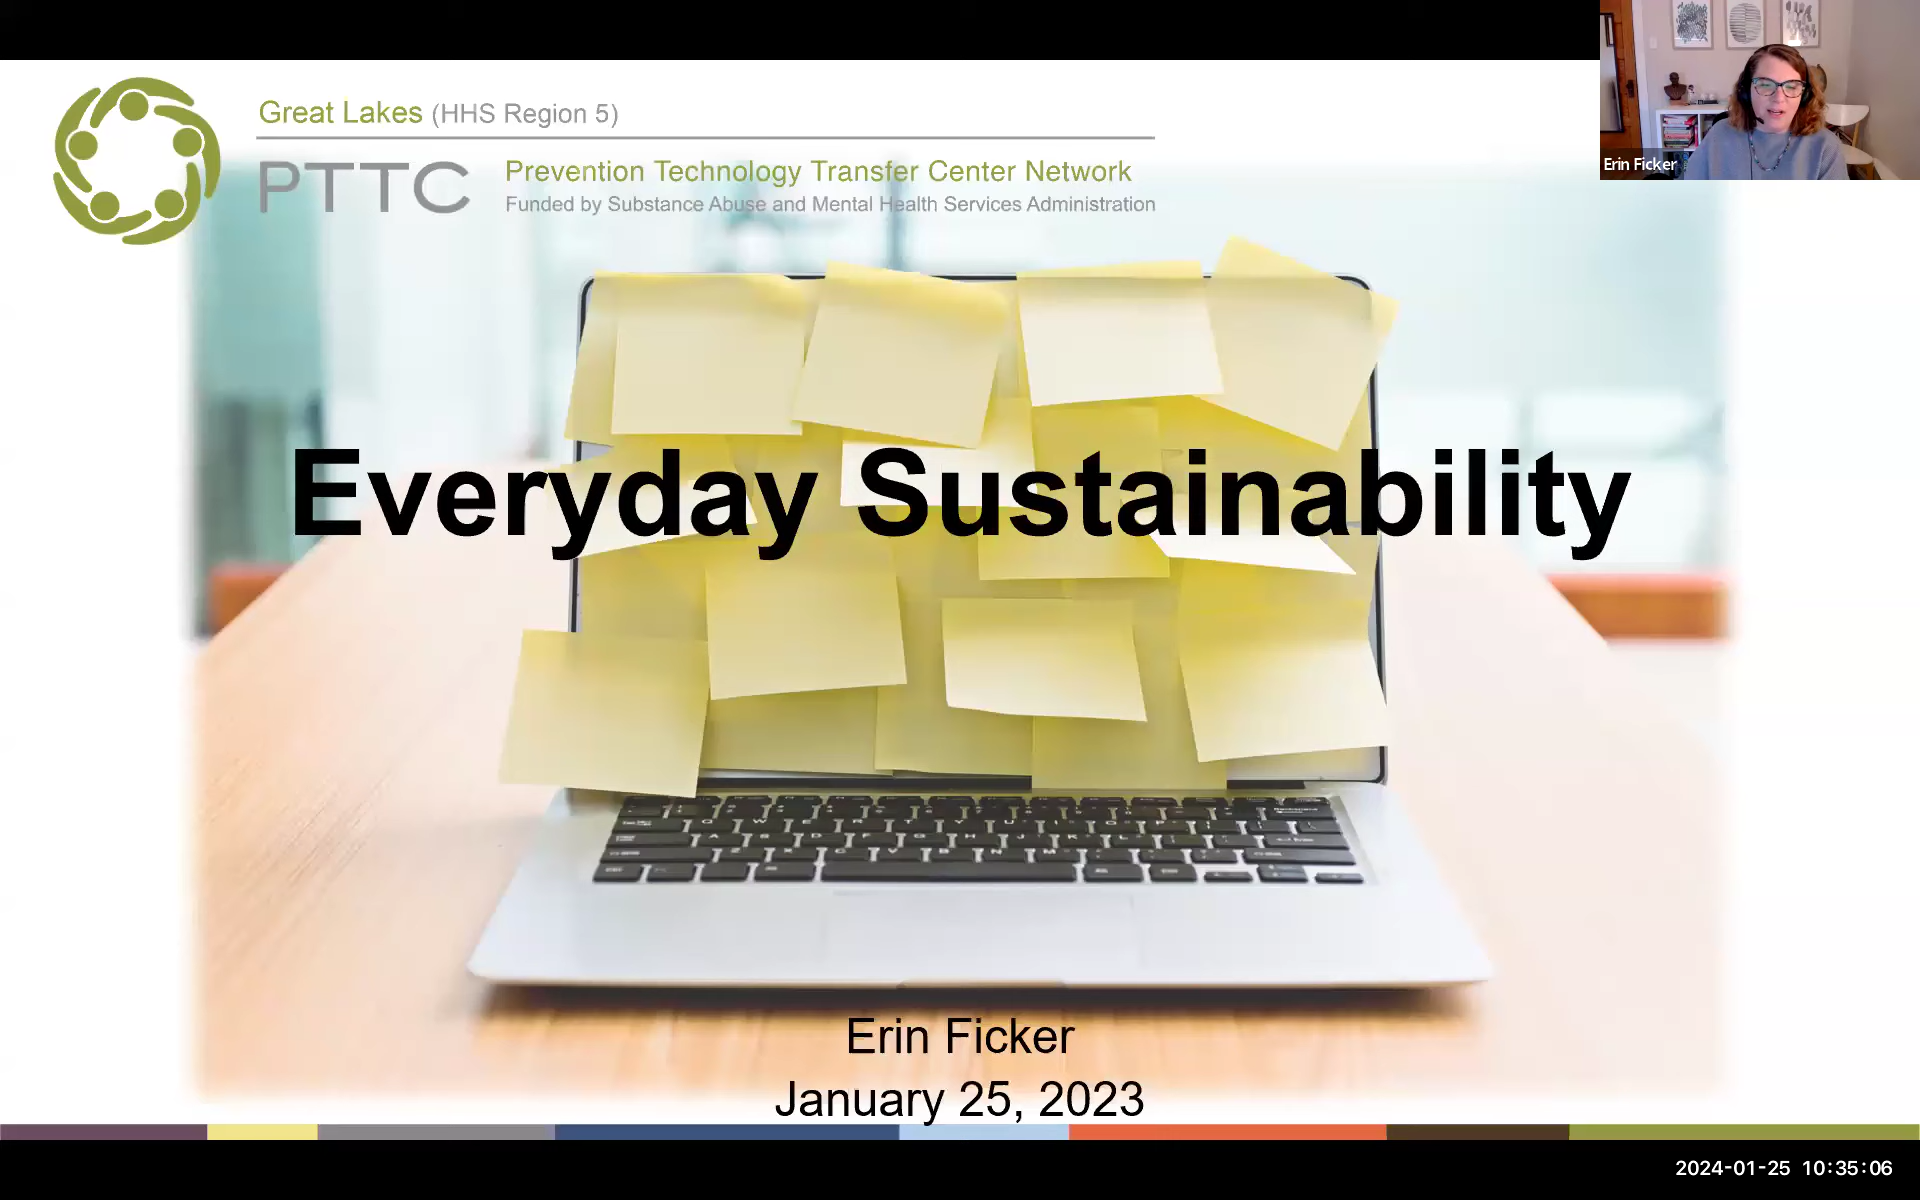 Great Lakes (HHS Region 5)
PTTC
Prevention Technology Transfer Center Network
Funded by Substance Abuse and Mental Health Services Administration
Erin Ficker
Everyday Sustainability
Erin Ficker
January 25, 2023
2024-01-25 10:35:06